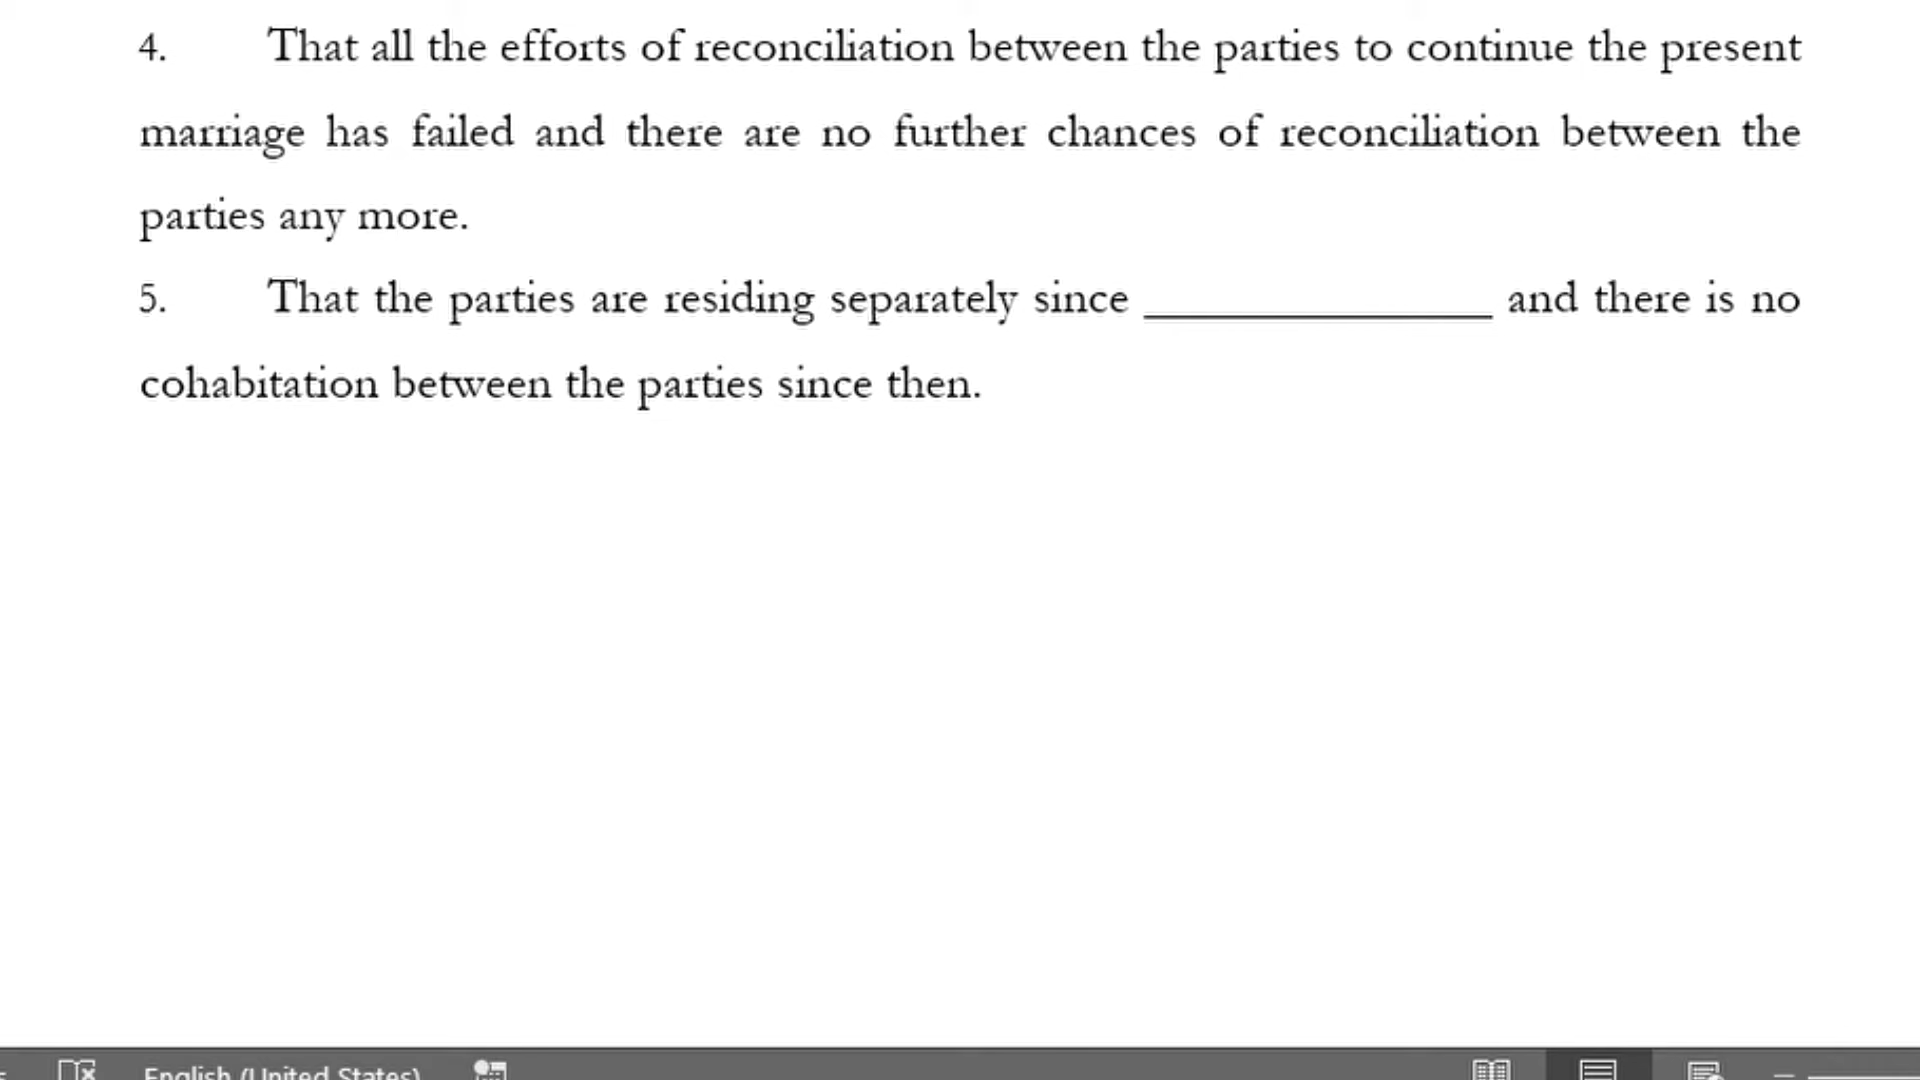 4. That all the efforts of reconciliation between the parties to continue the present
marriage has failed and there are no further chances of reconciliation between the
parties any more.
5. That the parties are residing separately since _______________ and there is no
cohabitation between the parties since then.
English (United States)